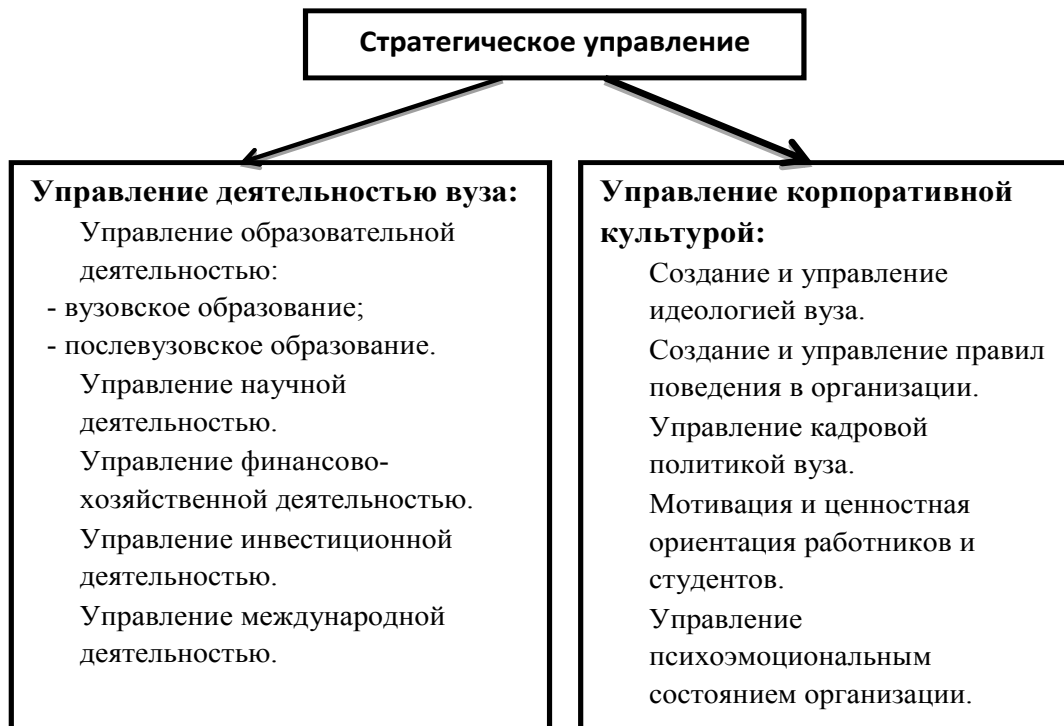 Стратегическое управление
Управление деятельностью вуза:
Управление образовательной
деятельностью:
- вузовское образование;
- послевузовское образование.
Управление научной
деятельностью.
Управление финансово-
хозяйственной деятельностью.
Управление инвестиционной
деятельностью.
Управление международной
деятельностью.
Управление корпоративной
культурой:
Создание и управление
идеологией вуза.
Создание и управление правил
поведения в организации.
Управление кадровой
политикой вуза.
Мотивация и ценностная
ориентация работников и
студентов.
Управление
психоэмоциональным
состоянием организации.